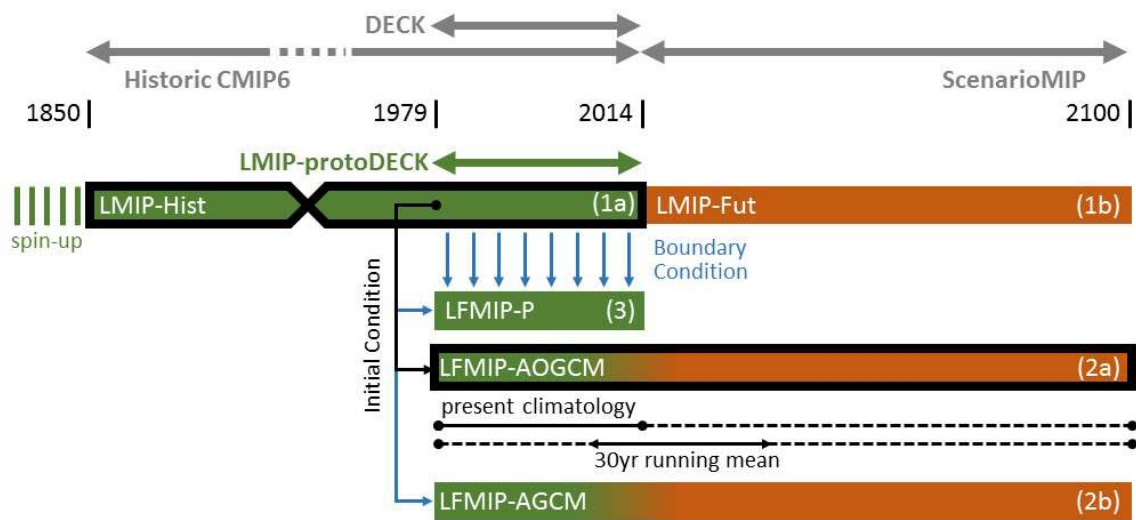 DECK
Historic CMIP6
ScenarioMIP
1850
1979
2014
2100
LMIP-protoDECK
LMIP-Hist
(1a)
LMIP-Fut
(1b)
spin-up
Boundary
Condition
Initial Condition
LFMIP-P
(3)
LFMIP-AOGCM
(2a)
present climatology
30yr running mean
LFMIP-AGCM
(2b)